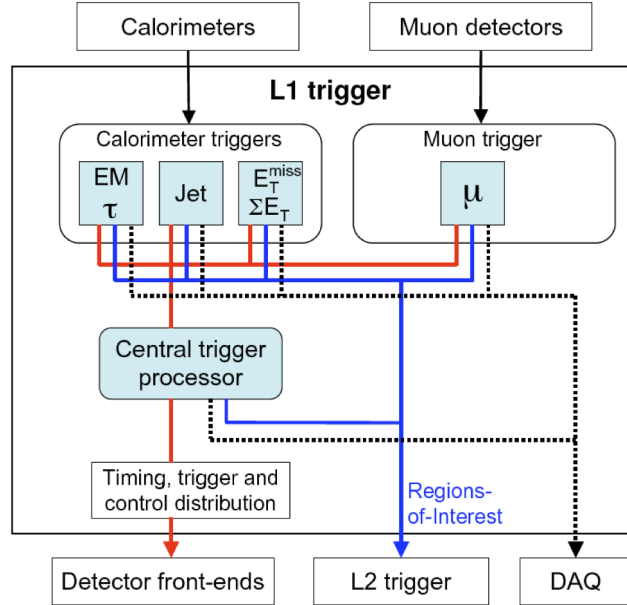 Calorimeters
Muon detectors
L1 trigger
Calorimeter triggers
Muon trigger
EM
τ
Jet
E_T^miss
ΣE_T
μ
Central trigger
processor
Timing, trigger and
control distribution
Regions-
of-Interest
Detector front-ends
L2 trigger
DAQ